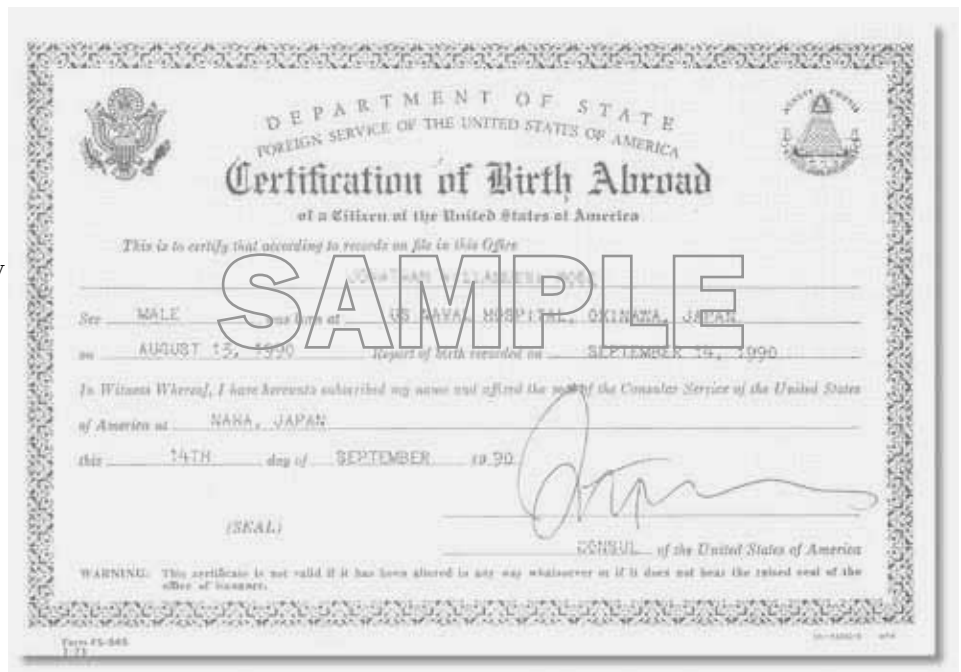 DEPARTMENT OF STATE
FOREIGN SERVICE OF THE UNITED STATES OF AMERICA
Certification of Birth Abroad
of a Citizen of the United States of America
This is to certify that according to records on file in this Office
y
JONATHAN
SAMPLE
Sex MALE was born at US NAVAL HOSPITAL, OKINAWA, JAPAN
on AUGUST 13, 1990 Report of birth recorded on SEPTEMBER 14, 1990
In Witness Whereof, I have hereunto subscribed my name and affixed the seal of the Consular Service of the United States
of America at NAHA, JAPAN
this 14TH day of SEPTEMBER 19 90
(SEAL)
CONSUL of the United States of America
WARNING: This certificate is not valid if it has been altered in any way whatsoever or if it does not bear the raised seal of the
office of issuance.
Form FS-545